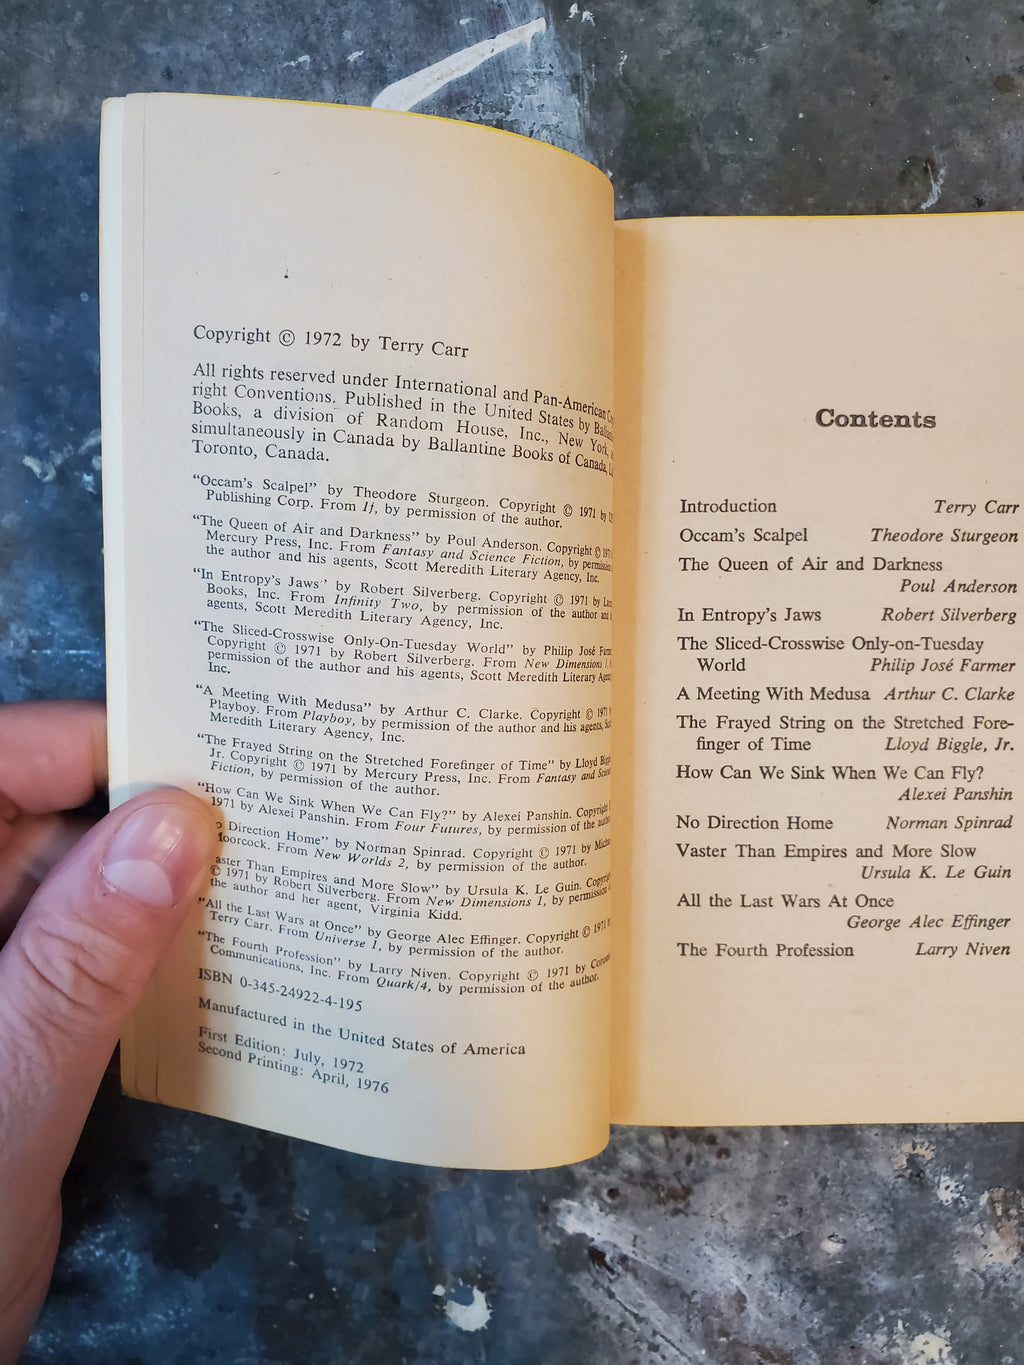 Copyright © 1972 by Terry Carr
All rights reserved under International and Pan-American
right Conventions. Published in the United States by
Books, a division of Random House, Inc., New York,
simultaneously in Canada by Ballantine Books of Canada,
Toronto, Canada.
"Occam's Scalpel" by Theodore Sturgeon. Copyright © 1971 by
Publishing Corp. From If, by permission of the author.
"The Queen of Air and Darkness" by Poul Anderson. Copyright © 1971
Mercury Press, Inc. From Fantasy and Science Fiction, by permission
the author and his agents, Scott Meredith Literary Agency, Inc.
"In Entropy's Jaws" by Robert Silverberg. Copyright © 1971 by
Books, Inc. From Infinity Two, by permission of the author and
agents, Scott Meredith Literary Agency, Inc.
"The Sliced-Crosswise Only-On-Tuesday World" by Philip José
Copyright © 1971 by Robert Silverberg. From New Dimensions
permission of the author and his agents, Scott Meredith Literary
Inc.
"A Meeting With Medusa" by Arthur C. Clarke. Copyright © 1971
Playboy. From Playboy, by permission of the author and his agents,
Meredith Literary Agency, Inc.
"The Frayed String on the Stretched Forefinger of Time" by Lloyd
Jr. Copyright © 1971 by Mercury Press, Inc. From Fantasy and
Fiction, by permission of the author.
"How Can We Sink When We Can Fly?" by Alexei Panshin. Copyright
1971 by Alexei Panshin. From Four Futures, by permission of the
Direction Home" by Norman Spinrad. Copyright © 1971 by
oorcock. From New Worlds 2, by permission of the author.
aster Than Empires and More Slow" by Ursula K. Le Guin.
© 1971 by Robert Silverberg. From New Dimensions 1, by
the author and her agent, Virginia Kidd.
"All the Last Wars at Once" by George Alec Effinger. Copyright © 1971
Terry Carr. From Universe 1, by permission of the author.
"The Fourth Profession" by Larry Niven. Copyright © 1971 by
Communications, Inc. From Quark/4, by permission of the author.
ISBN 0-345-24922-4-195
Manufactured in the United States of America
First Edition: July, 1972
Second Printing: April, 1976
Contents
Introduction Terry Carr
Occam's Scalpel Theodore Sturgeon
The Queen of Air and Darkness
Poul Anderson
In Entropy's Jaws Robert Silverberg
The Sliced-Crosswise Only-on-Tuesday
World Philip José Farmer
A Meeting With Medusa Arthur C. Clarke
The Frayed String on the Stretched Fore-
finger of Time Lloyd Biggle, Jr.
How Can We Sink When We Can Fly?
Alexei Panshin
No Direction Home Norman Spinrad
Vaster Than Empires and More Slow
Ursula K. Le Guin
All the Last Wars At Once
George Alec Effinger
The Fourth Profession Larry Niven